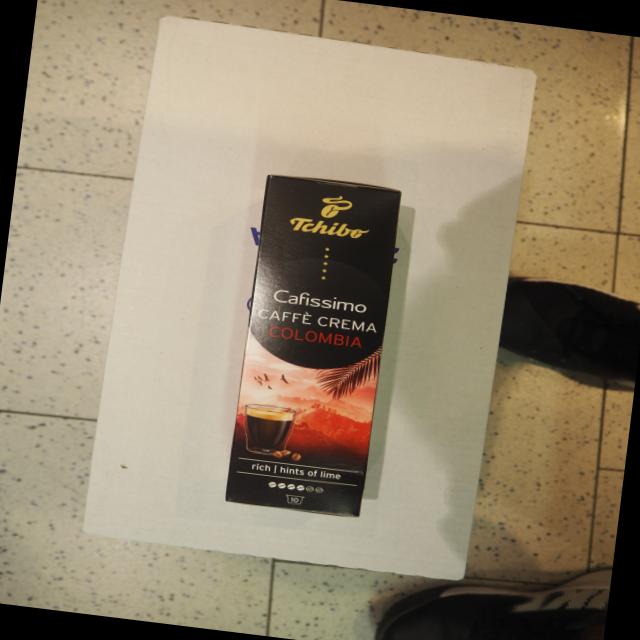 Tchibo
Cafissimo
CAFFÈ CREMA
COLOMBIA
rich | hints of lime
10